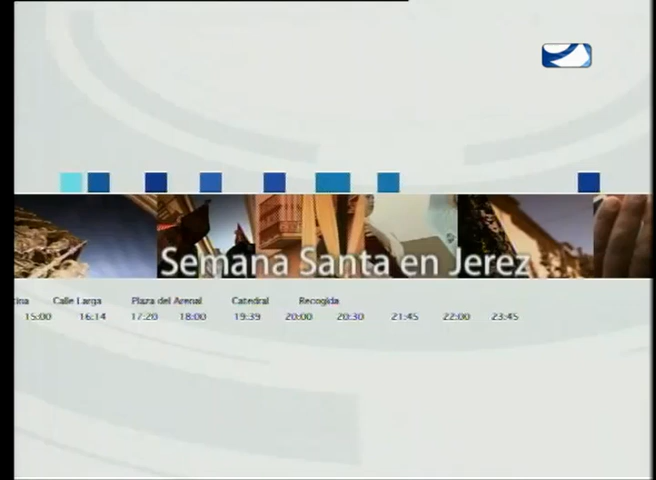 Semana Santa en Jerez
Calle Larga Plaza del Arenal Catedral Recogida
15:00 16:14 17:20 18:00 19:39 20:00 20:30 21:45 22:00 23:45